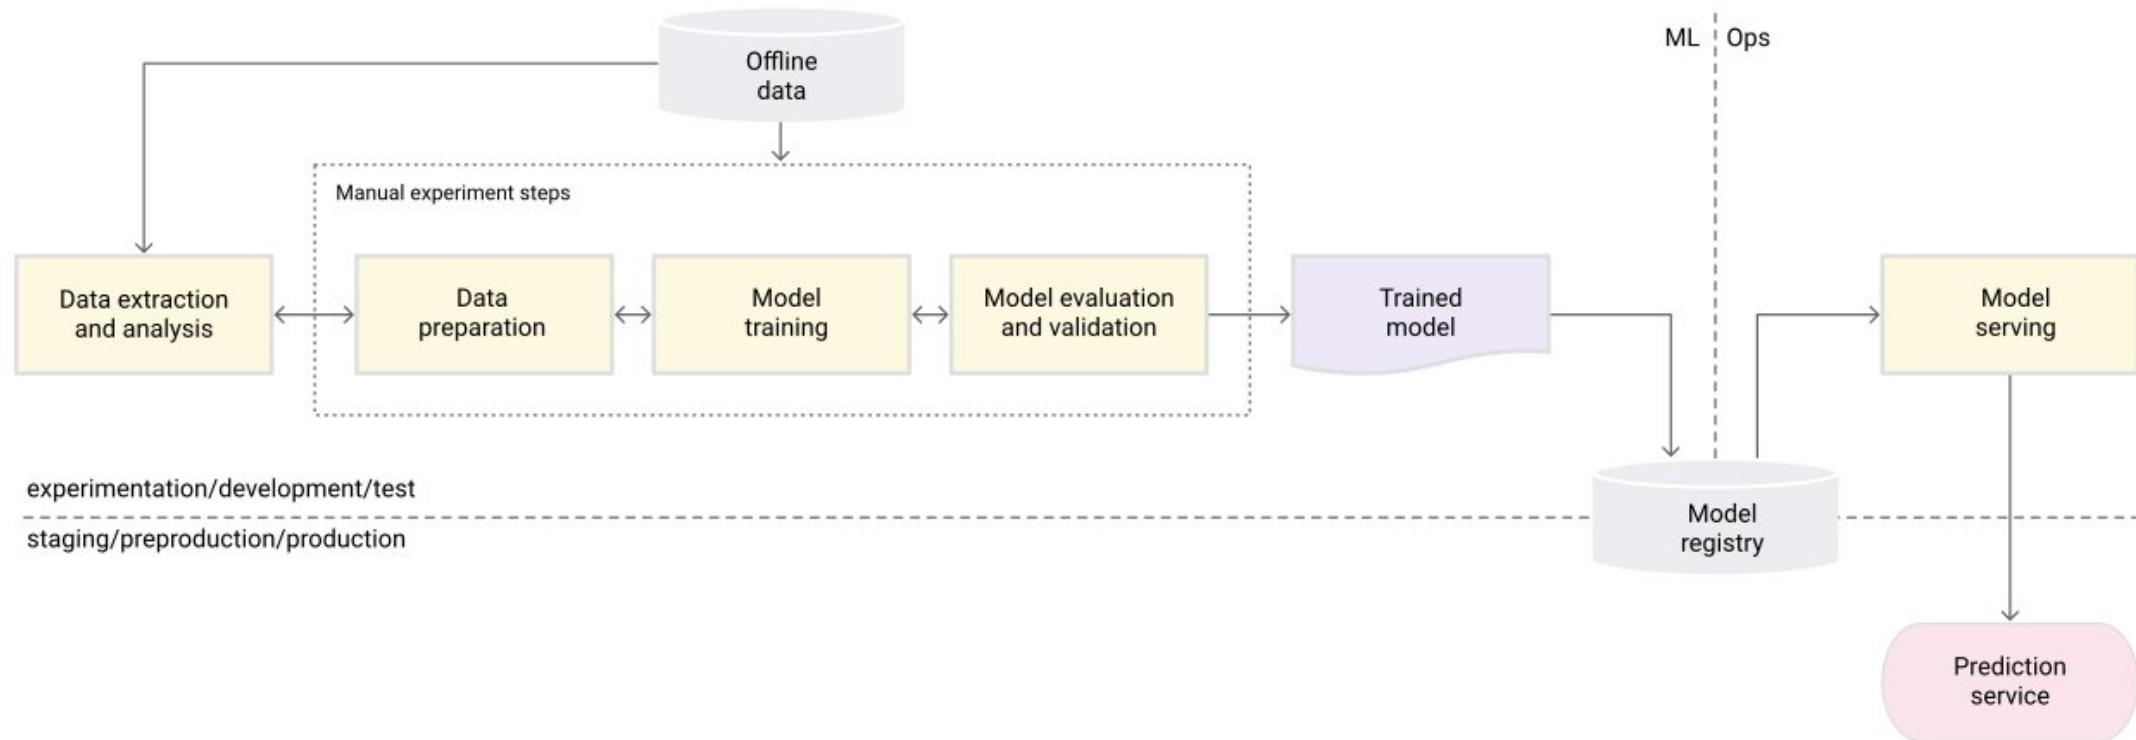 Offline
data
ML
Ops
Manual experiment steps
Data extraction
and analysis
Data
preparation
Model
training
Model evaluation
and validation
Trained
model
Model
serving
experimentation/development/test
staging/preproduction/production
Model
registry
Prediction
service